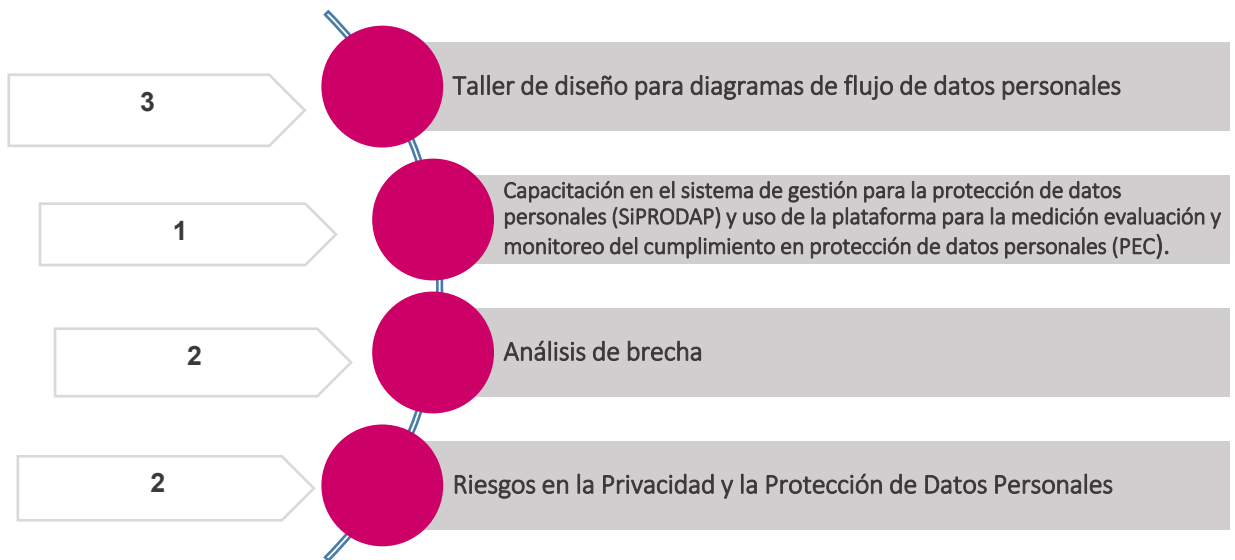 3
Taller de diseño para diagramas de flujo de datos personales
1
Capacitación en el sistema de gestión para la protección de datos
personales (SiPRODAP) y uso de la plataforma para la medición evaluación y
monitoreo del cumplimiento en protección de datos personales (PEC).
2
Análisis de brecha
2
Riesgos en la Privacidad y la Protección de Datos Personales